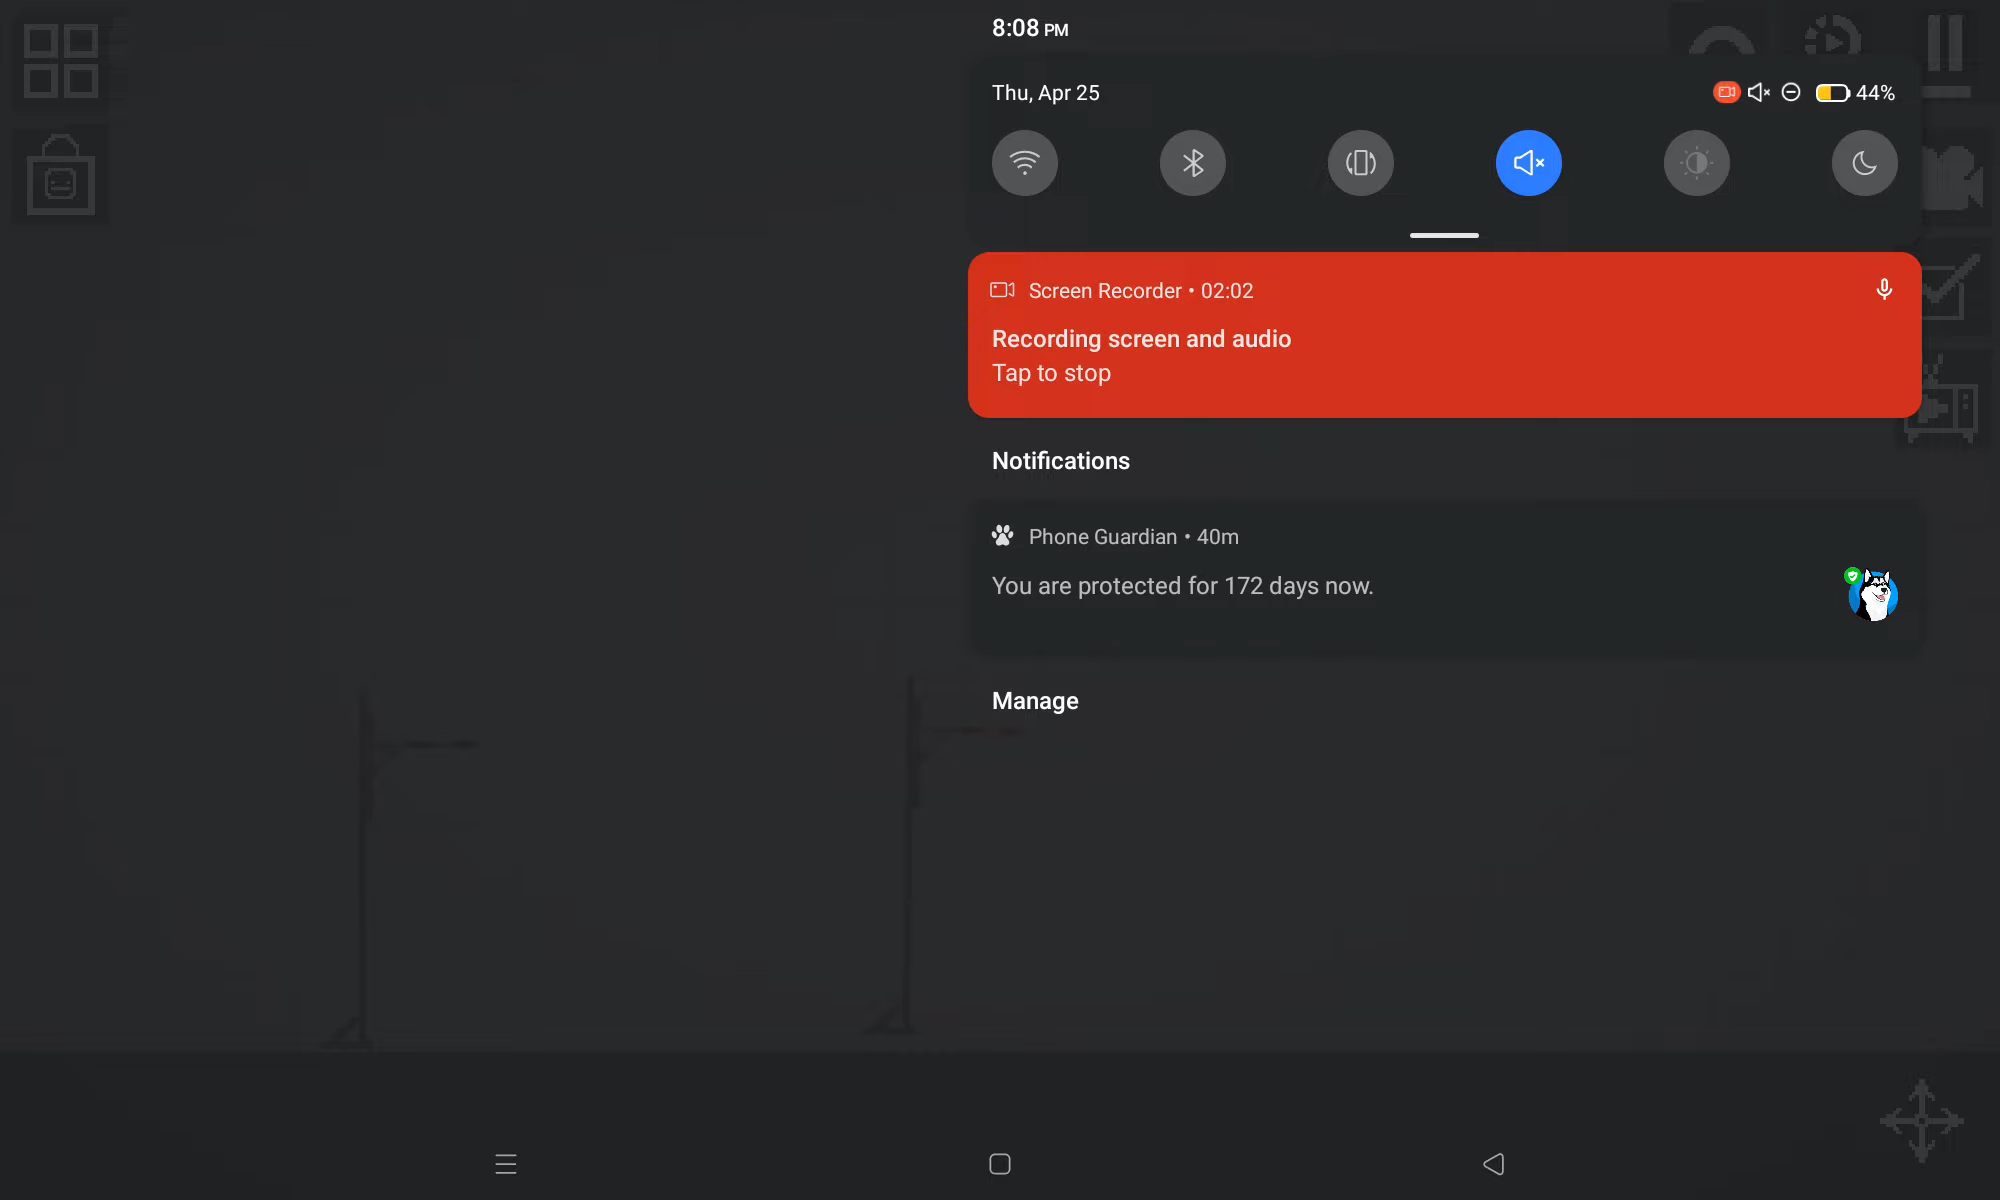 8:08 PM
Thu, Apr 25
44%
Screen Recorder • 02:02
Recording screen and audio
Tap to stop
Notifications
Phone Guardian • 40m
You are protected for 172 days now.
Manage